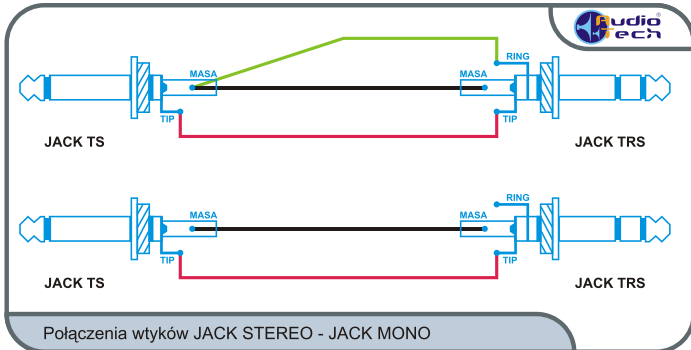 Audio
Tech
®
RING
MASA
MASA
TIP
TIP
JACK TS
JACK TRS
RING
MASA
MASA
TIP
TIP
JACK TS
JACK TRS
Połączenia wtyków JACK STEREO - JACK MONO